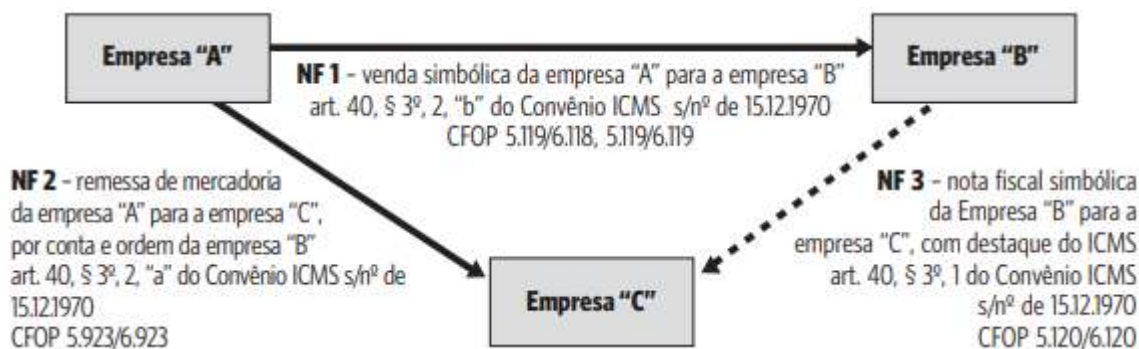 Empresa “A”
Empresa “B”
NF 1 – venda simbólica da empresa “A” para a empresa “B”
art. 40, § 3º, 2, “b” do Convênio ICMS s/nº de 15.12.1970
CFOP 5.119/6.118, 5.119/6.119
NF 2 – remessa de mercadoria
da empresa “A” para a empresa “C”,
por conta e ordem da empresa “B”
art. 40, § 3º, 2, “a” do Convênio ICMS s/nº de
15.12.1970
CFOP 5.923/6.923
NF 3 – nota fiscal simbólica
da Empresa “B” para a
empresa “C”, com destaque do ICMS
art. 40, § 3º, 1 do Convênio ICMS
s/nº de 15.12.1970
CFOP 5.120/6.120
Empresa “C”